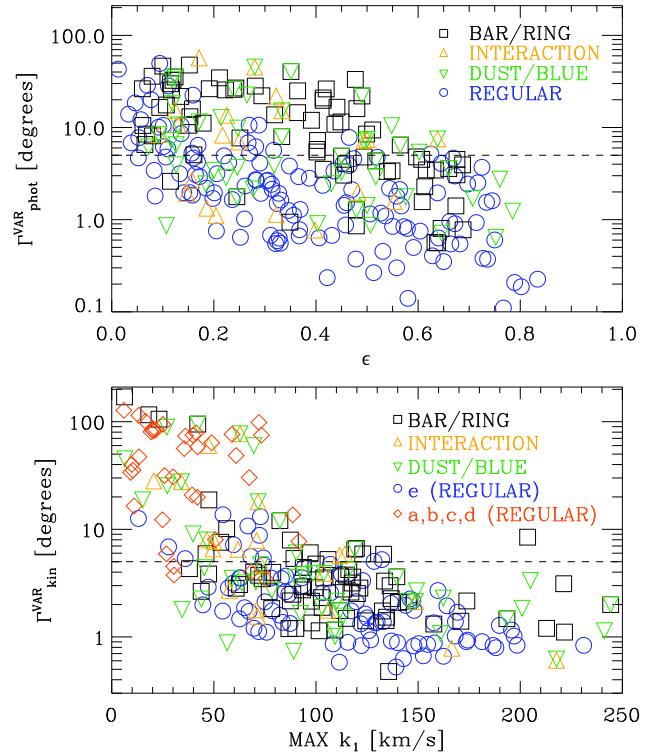 100.0
10.0
1.0
0.1
Γ^VAR_phot [degrees]
BAR/RING
INTERACTION
DUST/BLUE
REGULAR
0.0 0.2 0.4 0.6 0.8 1.0
ϵ
100
10
1
Γ^VAR_kin [degrees]
BAR/RING
INTERACTION
DUST/BLUE
e (REGULAR)
a,b,c,d (REGULAR)
0 50 100 150 200 250
MAX k₁ [km/s]